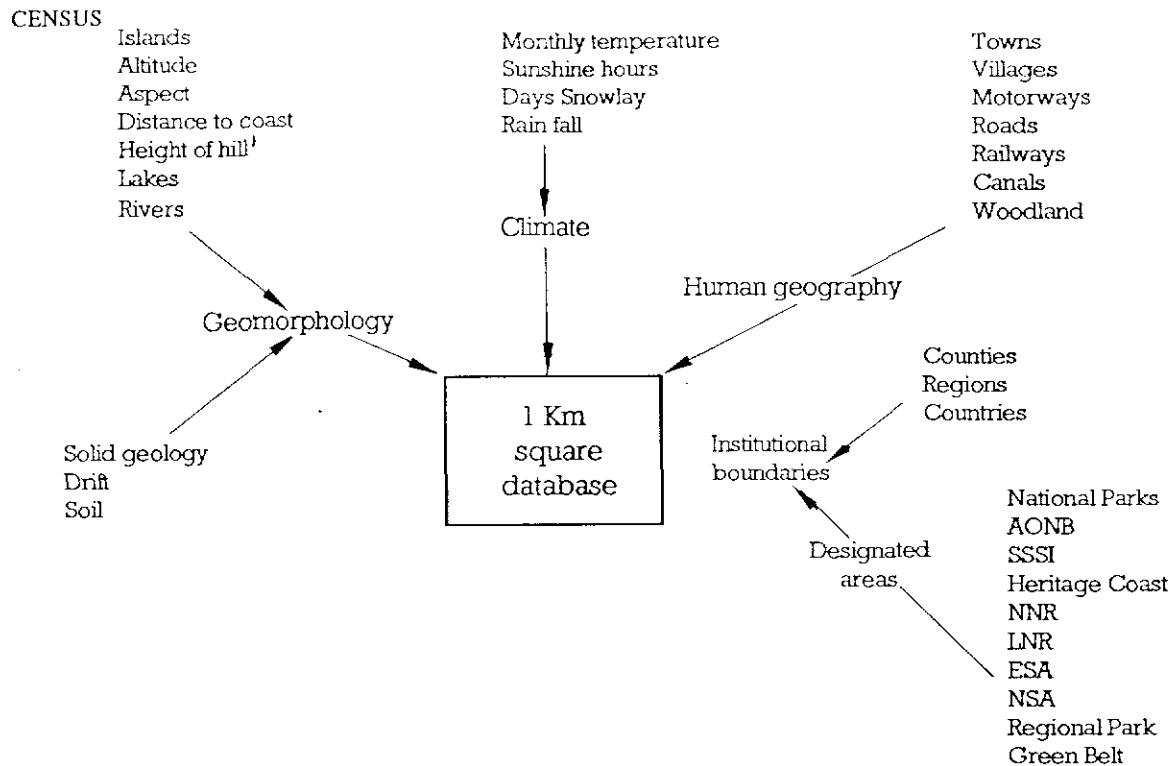 CENSUS
Islands
Altitude
Aspect
Distance to coast
Height of hill¹
Lakes
Rivers
Monthly temperature
Sunshine hours
Days Snowlay
Rain fall
Towns
Villages
Motorways
Roads
Railways
Canals
Woodland
Climate
Human geography
Geomorphology
Counties
Regions
Countries
1 Km
square
database
Institutional
boundaries
Solid geology
Drift
Soil
Designated
areas
National Parks
AONB
SSSI
Heritage Coast
NNR
LNR
ESA
NSA
Regional Park
Green Belt